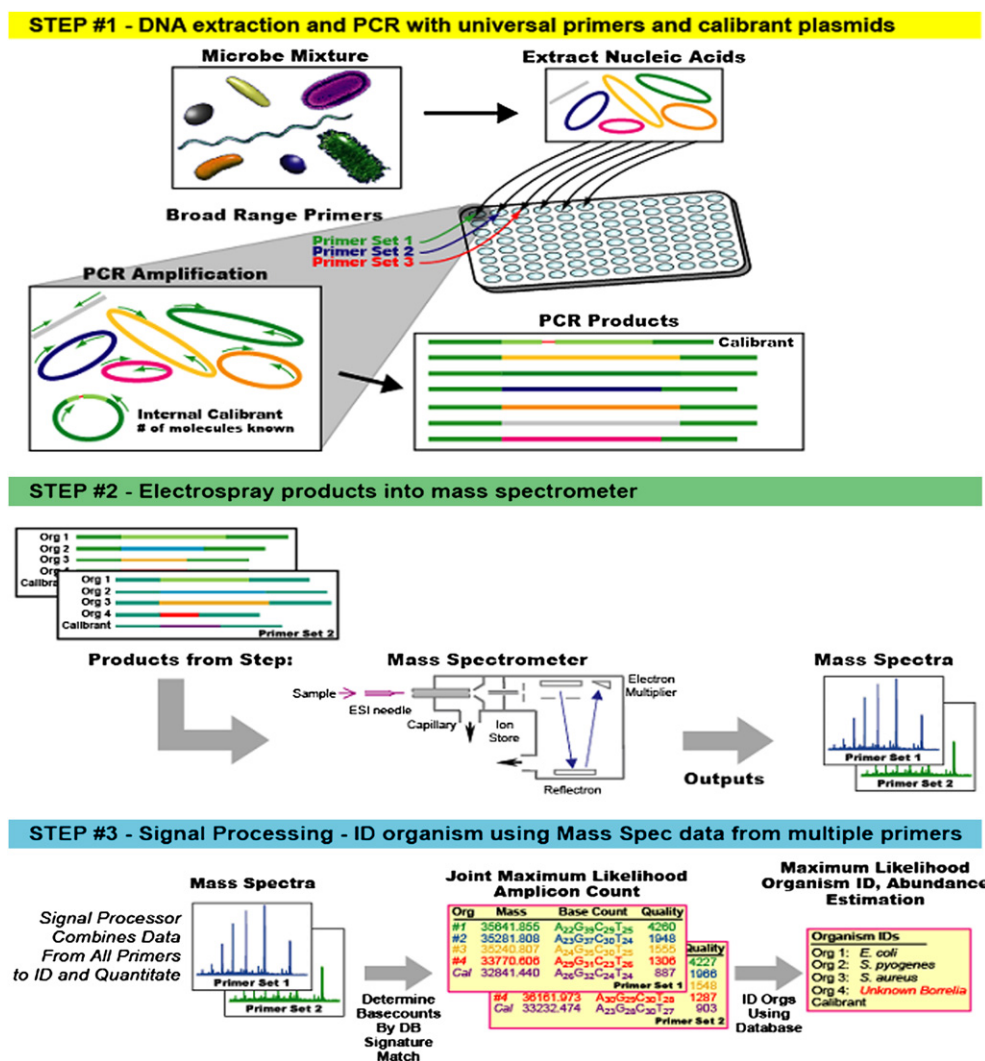 STEP #1 - DNA extraction and PCR with universal primers and calibrant plasmids
Microbe Mixture
Extract Nucleic Acids
Broad Range Primers
Primer Set 1
Primer Set 2
Primer Set 3
PCR Amplification
Internal Calibrant
# of molecules known
PCR Products
Calibrant
STEP #2 - Electrospray products into mass spectrometer
Org 1
Org 2
Org 3
Org 1
Org 2
Org 3
Org 4
Calibrant
Primer Set 2
Products from Step:
Mass Spectrometer
Sample
ESI needle
Capillary
Ion
Store
Electron
Multiplier
Reflectron
Outputs
Mass Spectra
Primer Set 1
Primer Set 2
STEP #3 - Signal Processing - ID organism using Mass Spec data from multiple primers
Signal Processor
Combines Data
From All Primers
to ID and Quantitate
Mass Spectra
Primer Set 1
Primer Set 2
Determine
Basecounts
By DB
Signature
Match
Joint Maximum Likelihood
Amplicon Count
Org Mass Base Count Quality
#1 35641.855 A22G39C29T25 4260
#2 35281.808 A23G37C30T24 1948
#3 35240.807 1555
#4 33770.606 A25G31C23T26 1306
Cal 32841.440 A26G32C24T24 887
Primer Set 1
Quality
4227
1966
1548
#4 36161.973 A30G29C30T28 1287
Cal 33232.474 A23G28C30T27 903
Primer Set 2
ID Orgs
Using
Database
Maximum Likelihood
Organism ID, Abundance
Estimation
Organism IDs
Org 1: E. coli
Org 2: S. pyogenes
Org 3: S. aureus
Org 4: Unknown Borrelia
Calibrant